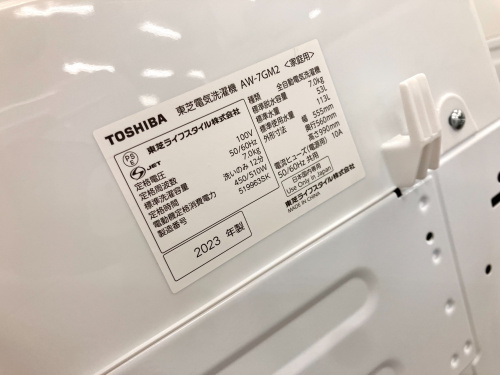 TOSHIBA 東芝電気洗濯機 AW-7GM2 <家庭用>
PS E
東芝ライフスタイル株式会社
JET
定格電圧 100V
定格周波数 50/60Hz
標準洗濯容量 7.0kg
定格時間 洗いのみ 12分
電動機定格消費電力 450/510W
製造番号 519963SK
2023 年製
種類 全自動電気洗濯機
標準脱水容量 7.0kg
標準水量 53L
標準使用水量 113L
外形寸法 幅 555mm
奥行560mm
高さ990mm
電流ヒューズ(電源用) 10A
50/60Hz 共用
日本国内専用
Use Only in Japan
東芝ライフスタイル株式会社
MADE IN CHINA